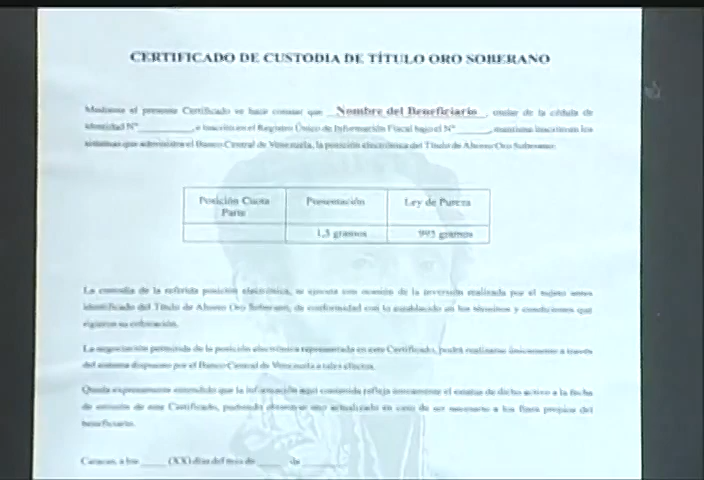 CERTIFICADO DE CUSTODIA DE TÍTULO ORO SOBERANO
Mediante el presente Certificado se hace constar que Nombre del Beneficiario, titular de la cédula de
identidad N° ________, e inscrito en el Registro Único de Información Fiscal bajo el N° ________, mantiene inscrito en los
sistemas que administra el Banco Central de Venezuela, la posición electrónica del Título de Ahorro Oro Soberano:
Posición Cuota Presentación Ley de Pureza
Parte
1,5 gramos 995 gramos
La custodia de la referida posición electrónica, se ejecuta con ocasión de la inversión realizada por el sujeto antes
identificado del Título de Ahorro Oro Soberano, de conformidad con lo establecido en los términos y condiciones que
rigieron su colocación.
La negociación permitida de la posición electrónica representada en este Certificado, podrá realizarse únicamente a través
del sistema dispuesto por el Banco Central de Venezuela a tales efectos.
Queda expresamente entendido que la información aquí contenida refleja únicamente el estatus de dicho activo a la fecha
de emisión de este Certificado, pudiendo obtenerse uno actualizado en caso de ser necesario a los fines propios del
beneficiario.
Caracas, a los _____ (XX) días del mes de _____ de ______